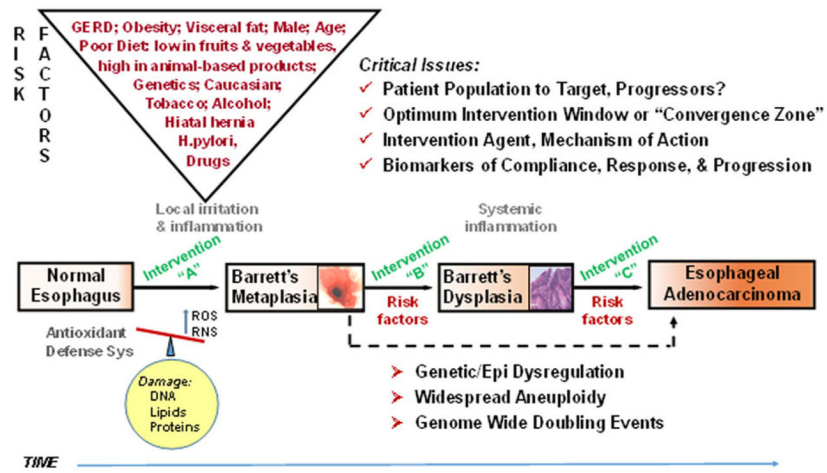 RISK
FACTORS
GERD; Obesity; Visceral fat; Male; Age;
Poor Diet: low in fruits & vegetables,
high in animal-based products;
Genetics; Caucasian;
Tobacco; Alcohol;
Hiatal hernia
H.pylori,
Drugs
Critical Issues:
✓ Patient Population to Target, Progressors?
✓ Optimum Intervention Window or “Convergence Zone”
✓ Intervention Agent, Mechanism of Action
✓ Biomarkers of Compliance, Response, & Progression
Local irritation
& inflammation
Systemic
inflammation
Normal
Esophagus
Intervention
“A”
Barrett’s
Metaplasia
Intervention
“B”
Risk
factors
Barrett’s
Dysplasia
Intervention
“C”
Risk
factors
Esophageal
Adenocarcinoma
Antioxidant
Defense Sys
ROS
RNS
Damage:
DNA
Lipids
Proteins
➢ Genetic/Epi Dysregulation
➢ Widespread Aneuploidy
➢ Genome Wide Doubling Events
TIME